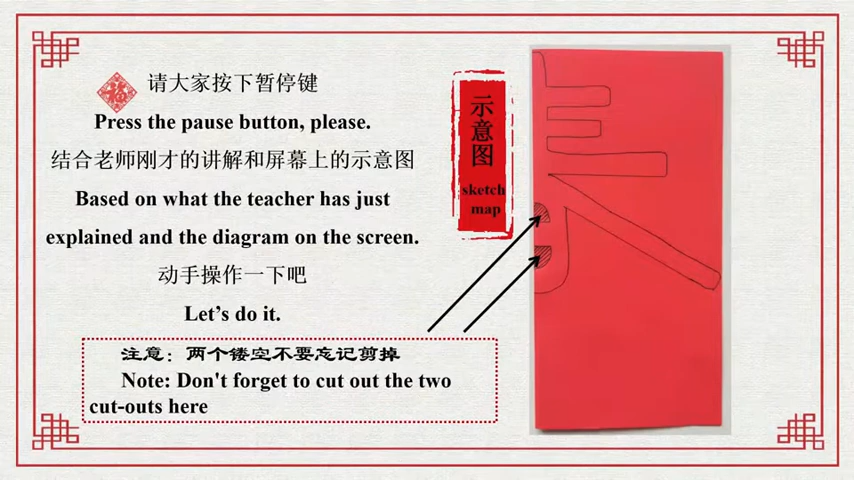 福
请大家按下暂停键
Press the pause button, please.
结合老师刚才的讲解和屏幕上的示意图
Based on what the teacher has just
explained and the diagram on the screen.
动手操作一下吧
Let's do it.
注意：两个镂空不要忘记剪掉
Note: Don't forget to cut out the two
cut-outs here
示意图
sketch
map